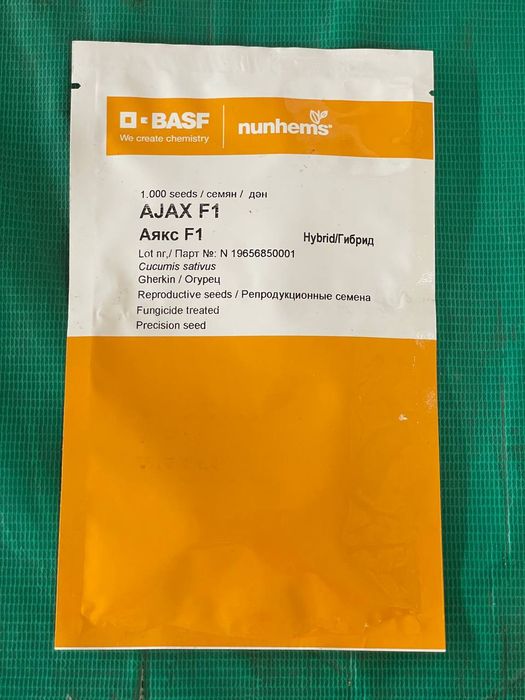 BASF
We create chemistry
nunhems
1.000 seeds / семян / дән
AJAX F1
Аякс F1
Hybrid/Гибрид
Lot nr,/ Парт №: N 19656850001
Cucumis sativus
Gherkin / Огурец
Reproductive seeds / Репродукционные семена
Fungicide treated
Precision seed